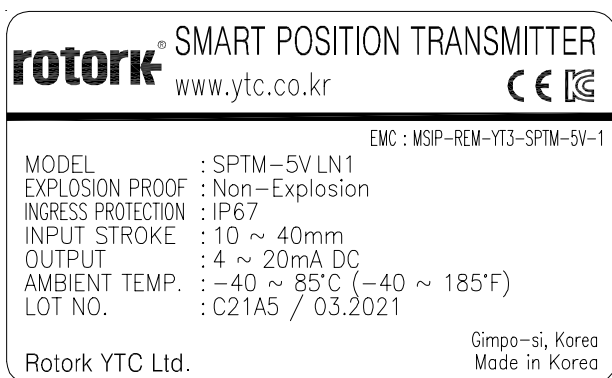 rotork® SMART POSITION TRANSMITTER
www.ytc.co.kr
CE
EMC : MSIP-REM-YT3-SPTM-5V-1
MODEL : SPTM-5V LN1
EXPLOSION PROOF : Non-Explosion
INGRESS PROTECTION : IP67
INPUT STROKE : 10 ~ 40mm
OUTPUT : 4 ~ 20mA DC
AMBIENT TEMP. : -40 ~ 85°C (-40 ~ 185°F)
LOT NO. : C21A5 / 03.2021
Gimpo-si, Korea
Rotork YTC Ltd. Made in Korea